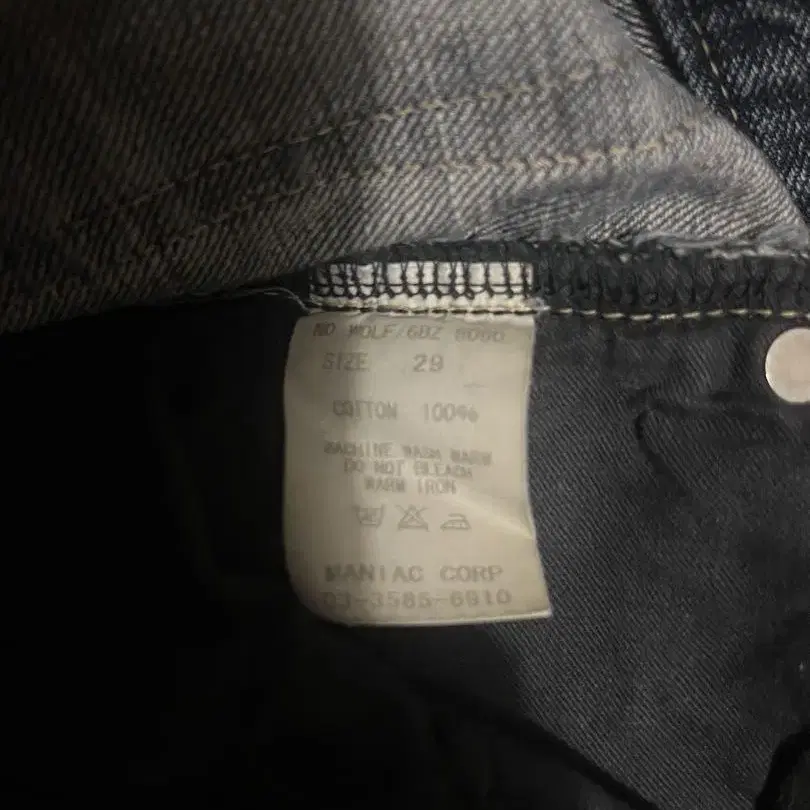 SIZE 29
COTTON 100%
MACHINE WASH WARM
DO NOT BLEACH
WARM IRON
MANIAC CORP
03-3585-6910